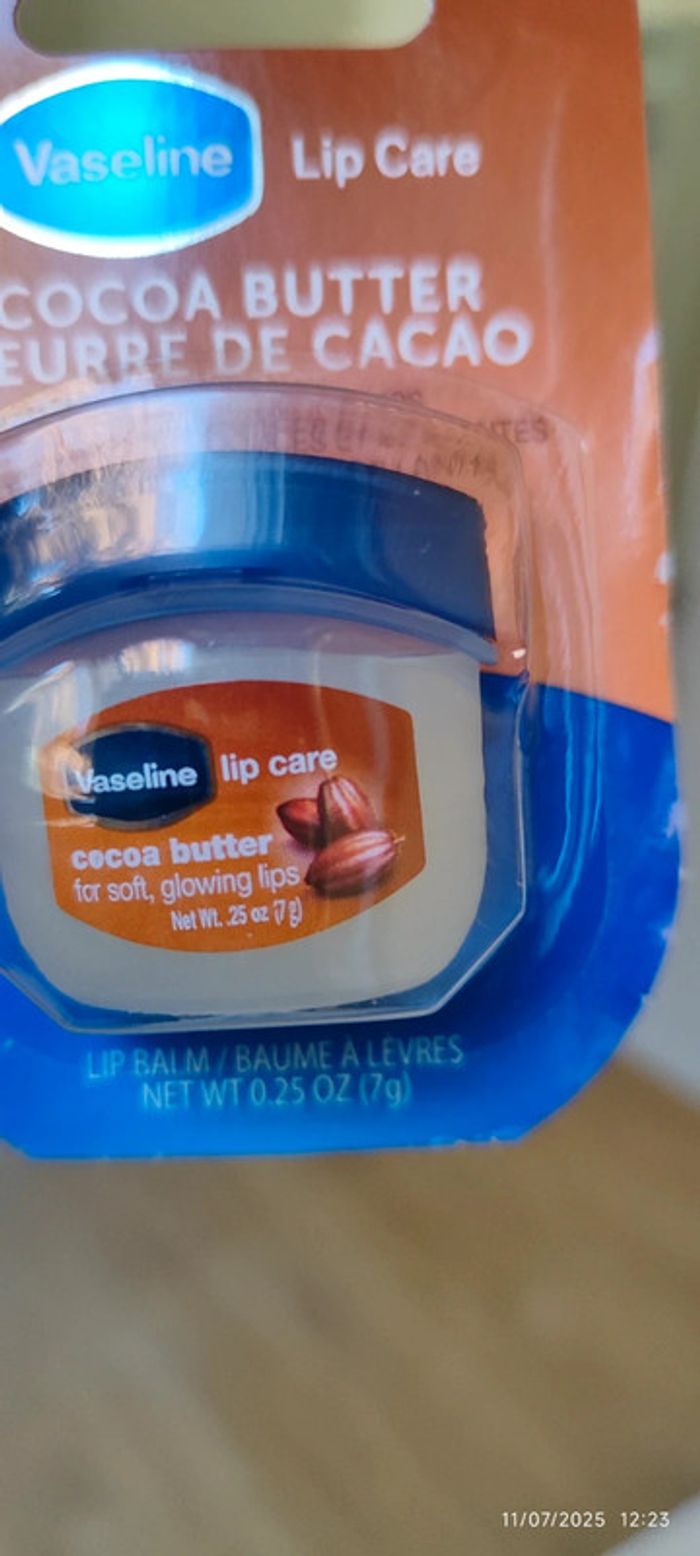 Vaseline Lip Care
COCOA BUTTER
EURRE DE CACAO
Vaseline lip care
cocoa butter
for soft, glowing lips
Net Wt. .25 oz (7 g)
LIP BALM / BAUME À LÈVRES
NET WT 0.25 OZ (7g)
11/07/2025 12:23